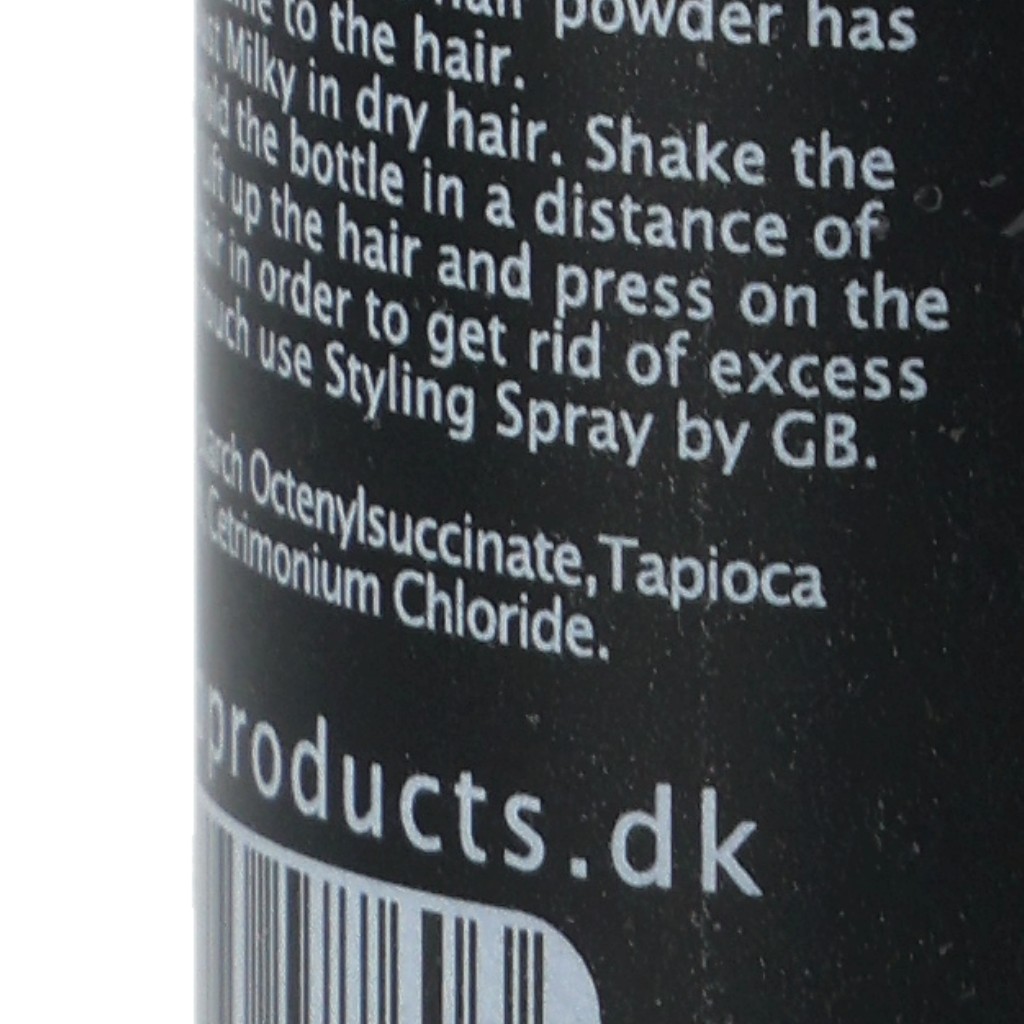 hair powder has
to the hair.
Milky in dry hair. Shake the
the bottle in a distance of
up the hair and press on the
in order to get rid of excess
use Styling Spray by GB.
Octenylsuccinate, Tapioca
Cetrimonium Chloride.
products.dk